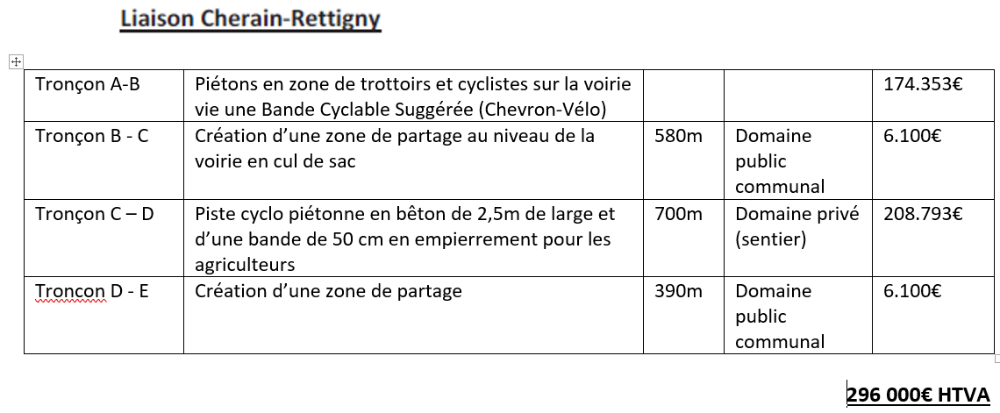 Liaison Cherain-Rettigny
Tronçon A-B
Piétons en zone de trottoirs et cyclistes sur la voirie
vie une Bande Cyclable Suggérée (Chevron-Vélo)
174.353€
Tronçon B - C
Création d’une zone de partage au niveau de la
voirie en cul de sac
580m
Domaine
public
communal
6.100€
Tronçon C – D
Piste cyclo piétonne en bêton de 2,5m de large et
d’une bande de 50 cm en empierrement pour les
agriculteurs
700m
Domaine privé
(sentier)
208.793€
Troncon D - E
Création d’une zone de partage
390m
Domaine
public
communal
6.100€
296 000€ HTVA